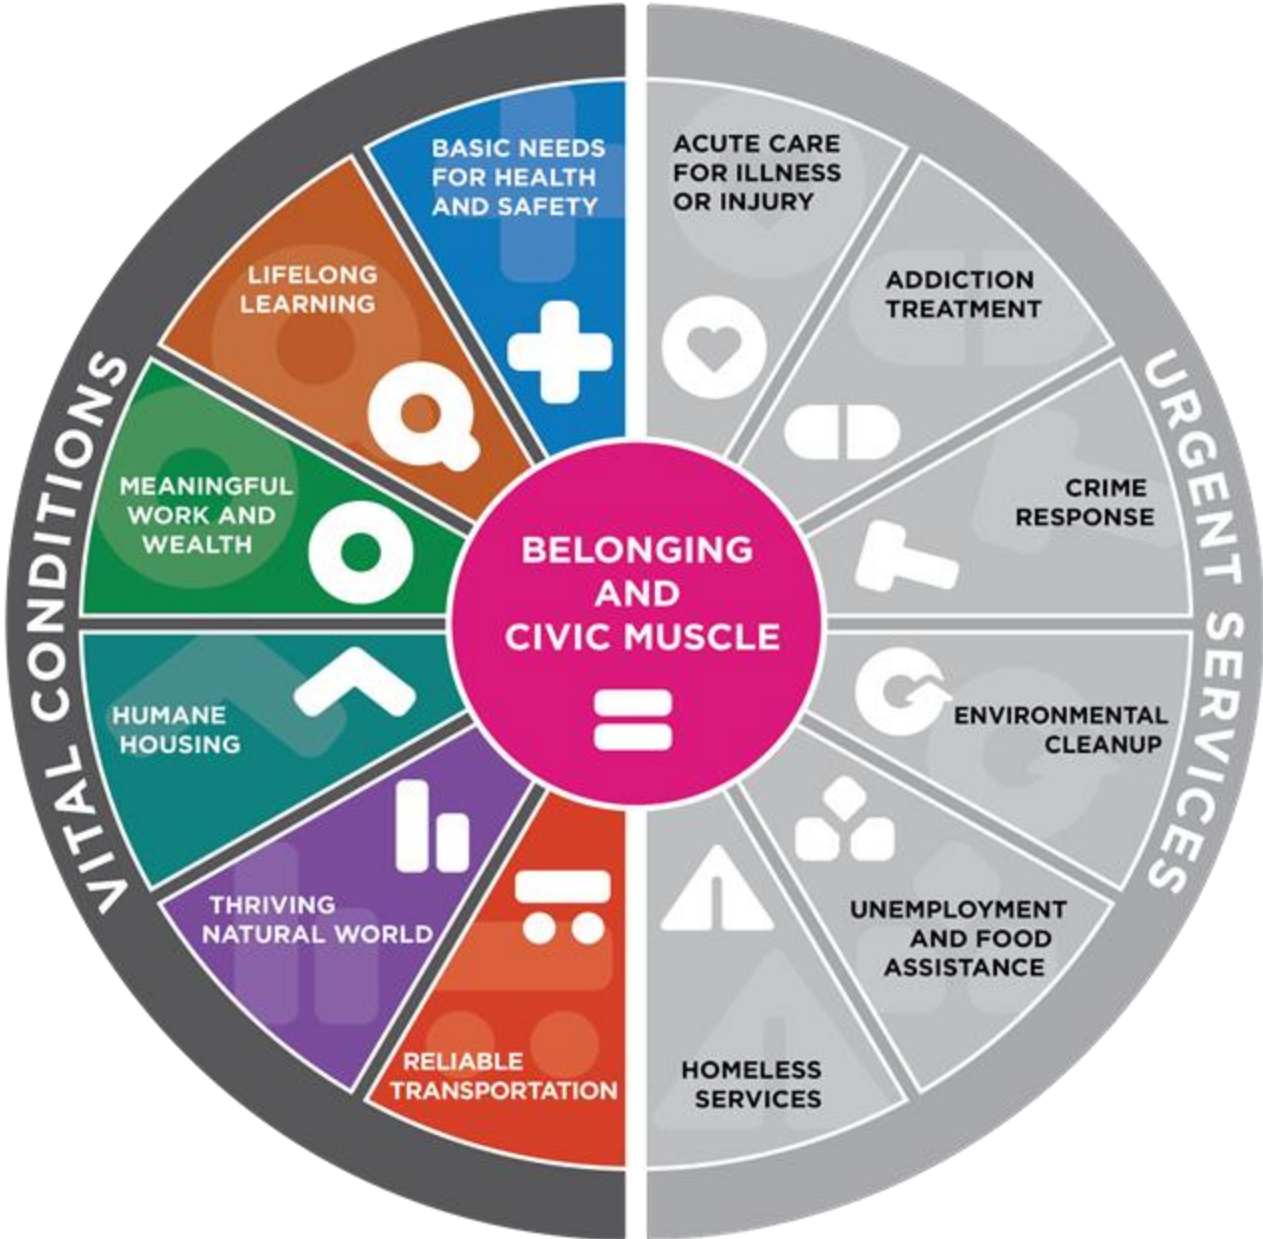 BASIC NEEDS
FOR HEALTH
AND SAFETY
ACUTE CARE
FOR ILLNESS
OR INJURY
LIFELONG
LEARNING
ADDICTION
TREATMENT
MEANINGFUL
WORK AND
WEALTH
CRIME
RESPONSE
VITAL CONDITIONS
BELONGING
AND
CIVIC MUSCLE
URGENT SERVICES
HUMANE
HOUSING
ENVIRONMENTAL
CLEANUP
THRIVING
NATURAL WORLD
UNEMPLOYMENT
AND FOOD
ASSISTANCE
RELIABLE
TRANSPORTATION
HOMELESS
SERVICES